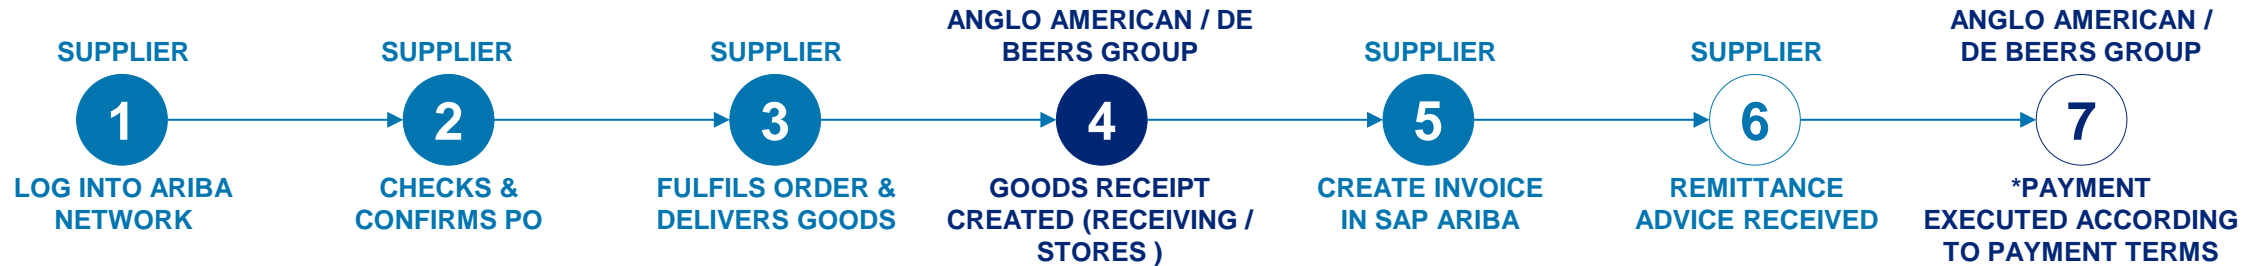 SUPPLIER
1
LOG INTO ARIBA
NETWORK
SUPPLIER
2
CHECKS &
CONFIRMS PO
SUPPLIER
3
FULFILS ORDER &
DELIVERS GOODS
ANGLO AMERICAN / DE
BEERS GROUP
4
GOODS RECEIPT
CREATED (RECEIVING /
STORES )
SUPPLIER
5
CREATE INVOICE
IN SAP ARIBA
SUPPLIER
6
REMITTANCE
ADVICE RECEIVED
ANGLO AMERICAN /
DE BEERS GROUP
7
*PAYMENT
EXECUTED ACCORDING
TO PAYMENT TERMS